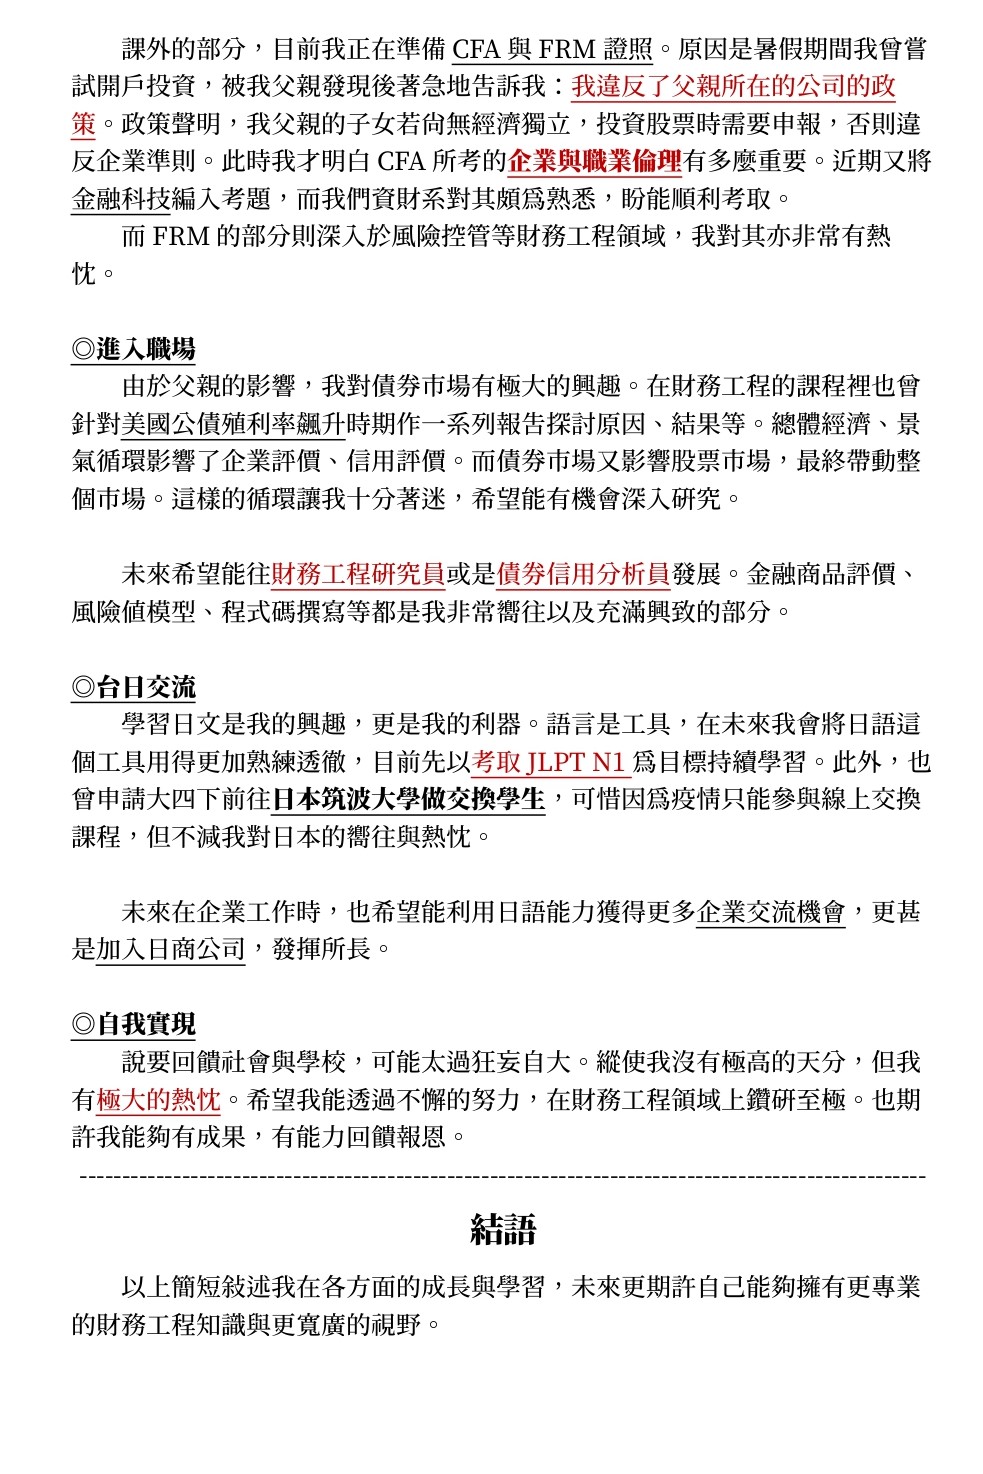 課外的部分，目前我正在準備 CFA 與 FRM 證照。原因是暑假期間我曾嘗
試開戶投資，被我父親發現後著急地告訴我：我違反了父親所在的公司的政
策。政策聲明，我父親的子女若尚無經濟獨立，投資股票時需要申報，否則違
反企業準則。此時我才明白 CFA 所考的企業與職業倫理有多麼重要。近期又將
金融科技編入考題，而我們資財系對其頗為熟悉，盼能順利考取。
而 FRM 的部分則深入於風險控管等財務工程領域，我對其亦非常有熱
忱。
◎進入職場
由於父親的影響，我對債券市場有極大的興趣。在財務工程的課程裡也曾
針對美國公債殖利率飆升時期作一系列報告探討原因、結果等。總體經濟、景
氣循環影響了企業評價、信用評價。而債券市場又影響股票市場，最終帶動整
個市場。這樣的循環讓我十分著迷，希望能有機會深入研究。
未來希望能往財務工程研究員或是債券信用分析員發展。金融商品評價、
風險值模型、程式碼撰寫等都是我非常嚮往以及充滿興致的部分。
◎台日交流
學習日文是我的興趣，更是我的利器。語言是工具，在未來我會將日語這
個工具用得更加熟練透徹，目前先以考取 JLPT N1 為目標持續學習。此外，也
曾申請大四下前往日本筑波大學做交換學生，可惜因為疫情只能參與線上交換
課程，但不減我對日本的嚮往與熱忱。
未來在企業工作時，也希望能利用日語能力獲得更多企業交流機會，更甚
是加入日商公司，發揮所長。
◎自我實現
說要回饋社會與學校，可能太過狂妄自大。縱使我沒有極高的天分，但我
有極大的熱忱。希望我能透過不懈的努力，在財務工程領域上鑽研至極。也期
許我能夠有成果，有能力回饋報恩。
結語
以上簡短敍述我在各方面的成長與學習，未來更期許自己能夠擁有更專業
的財務工程知識與更寬廣的視野。